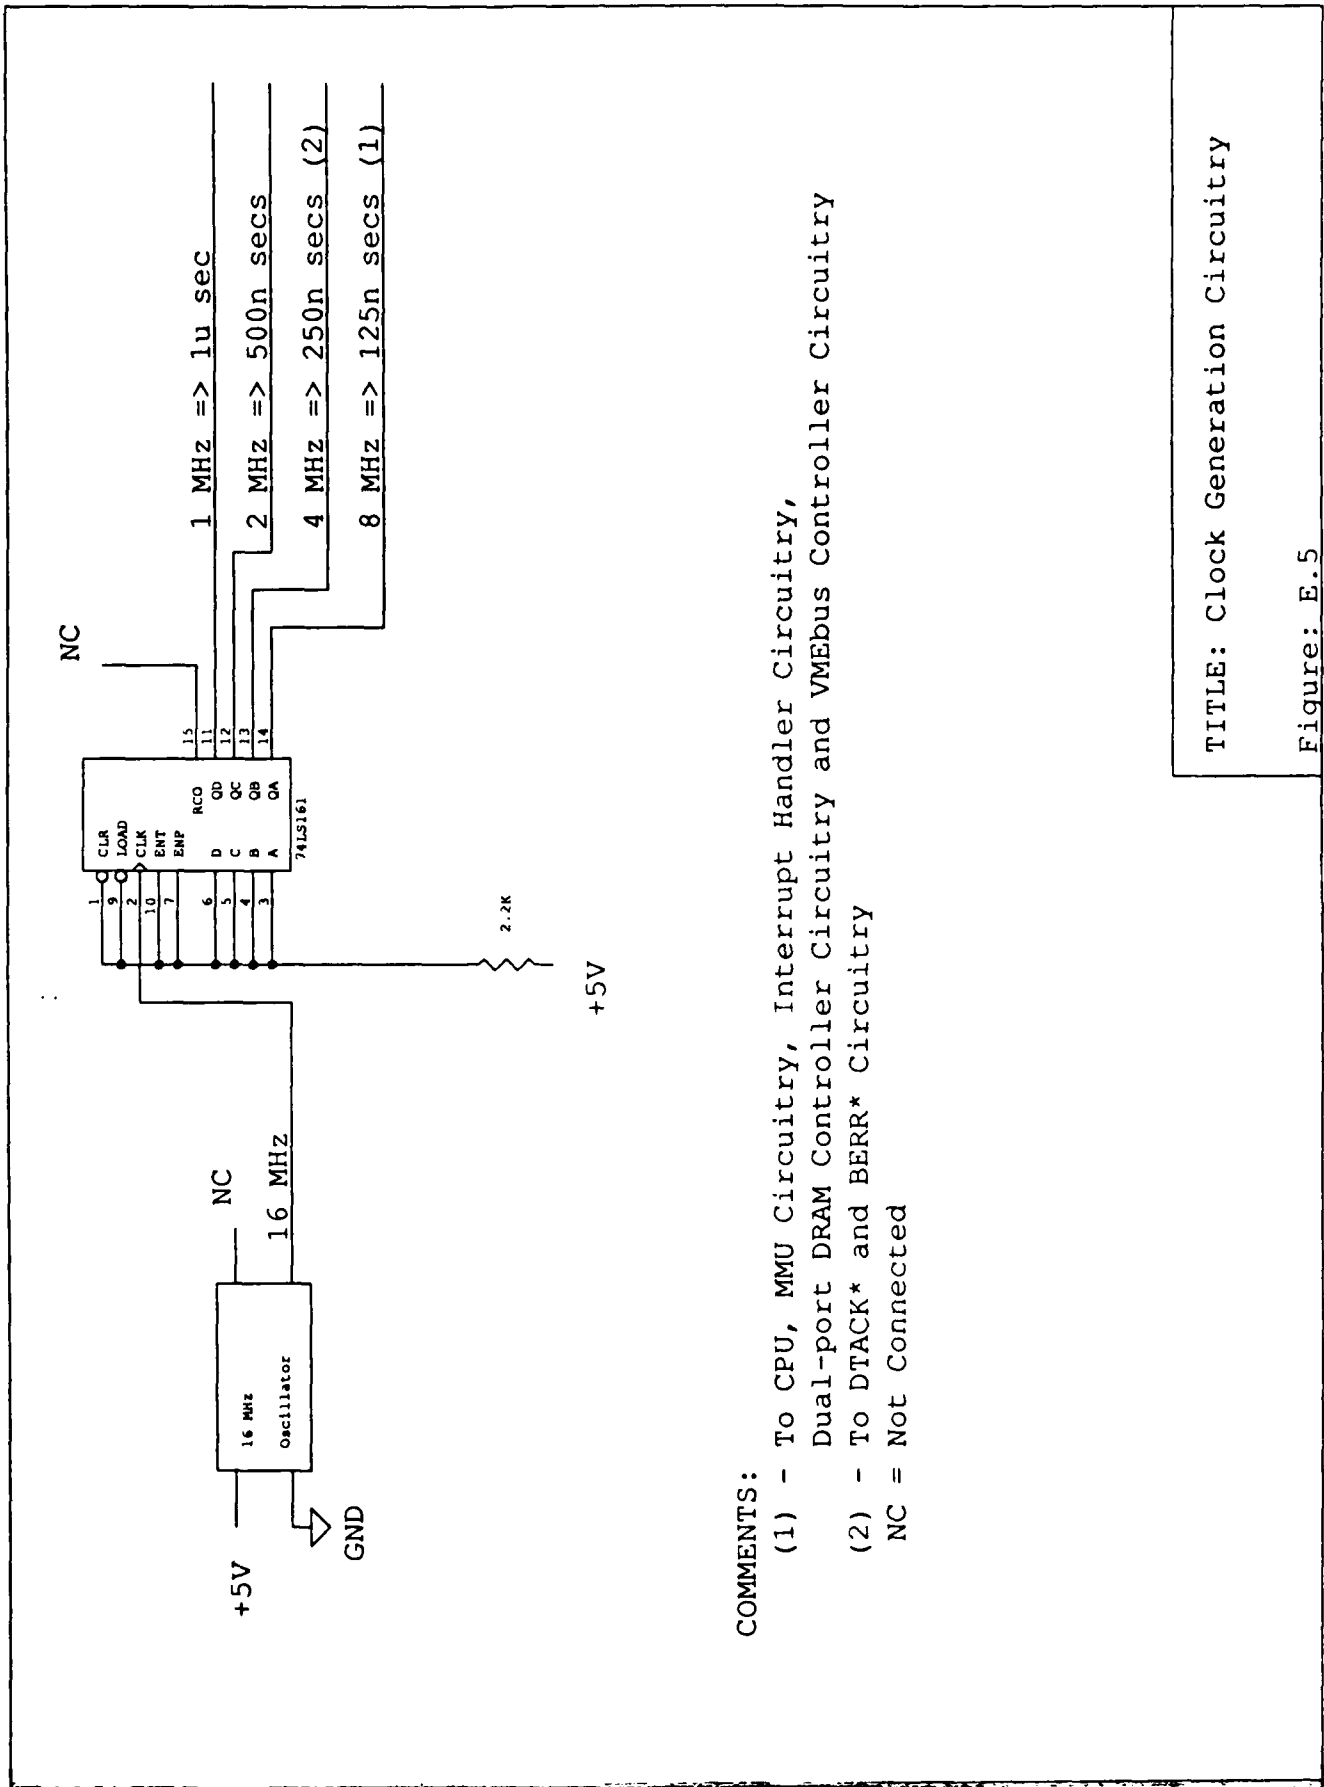 NC
1 MHz => 1u sec
2 MHz => 500n secs
4 MHz => 250n secs (2)
8 MHz => 125n secs (1)
1 CLR
9 LOAD
2 CLK
10 ENT
7 ENP
RCO 15
6 D QD 11
5 C QC 12
4 B QB 13
3 A QA 14
74LS161
2.2K
+5V
+5V
16 MHz
Oscillator
NC
16 MHz
GND
COMMENTS:
(1) - To CPU, MMU Circuitry, Interrupt Handler Circuitry,
Dual-port DRAM Controller Circuitry and VMEbus Controller Circuitry
(2) - To DTACK* and BERR* Circuitry
NC = Not Connected
TITLE: Clock Generation Circuitry
Figure: E.5